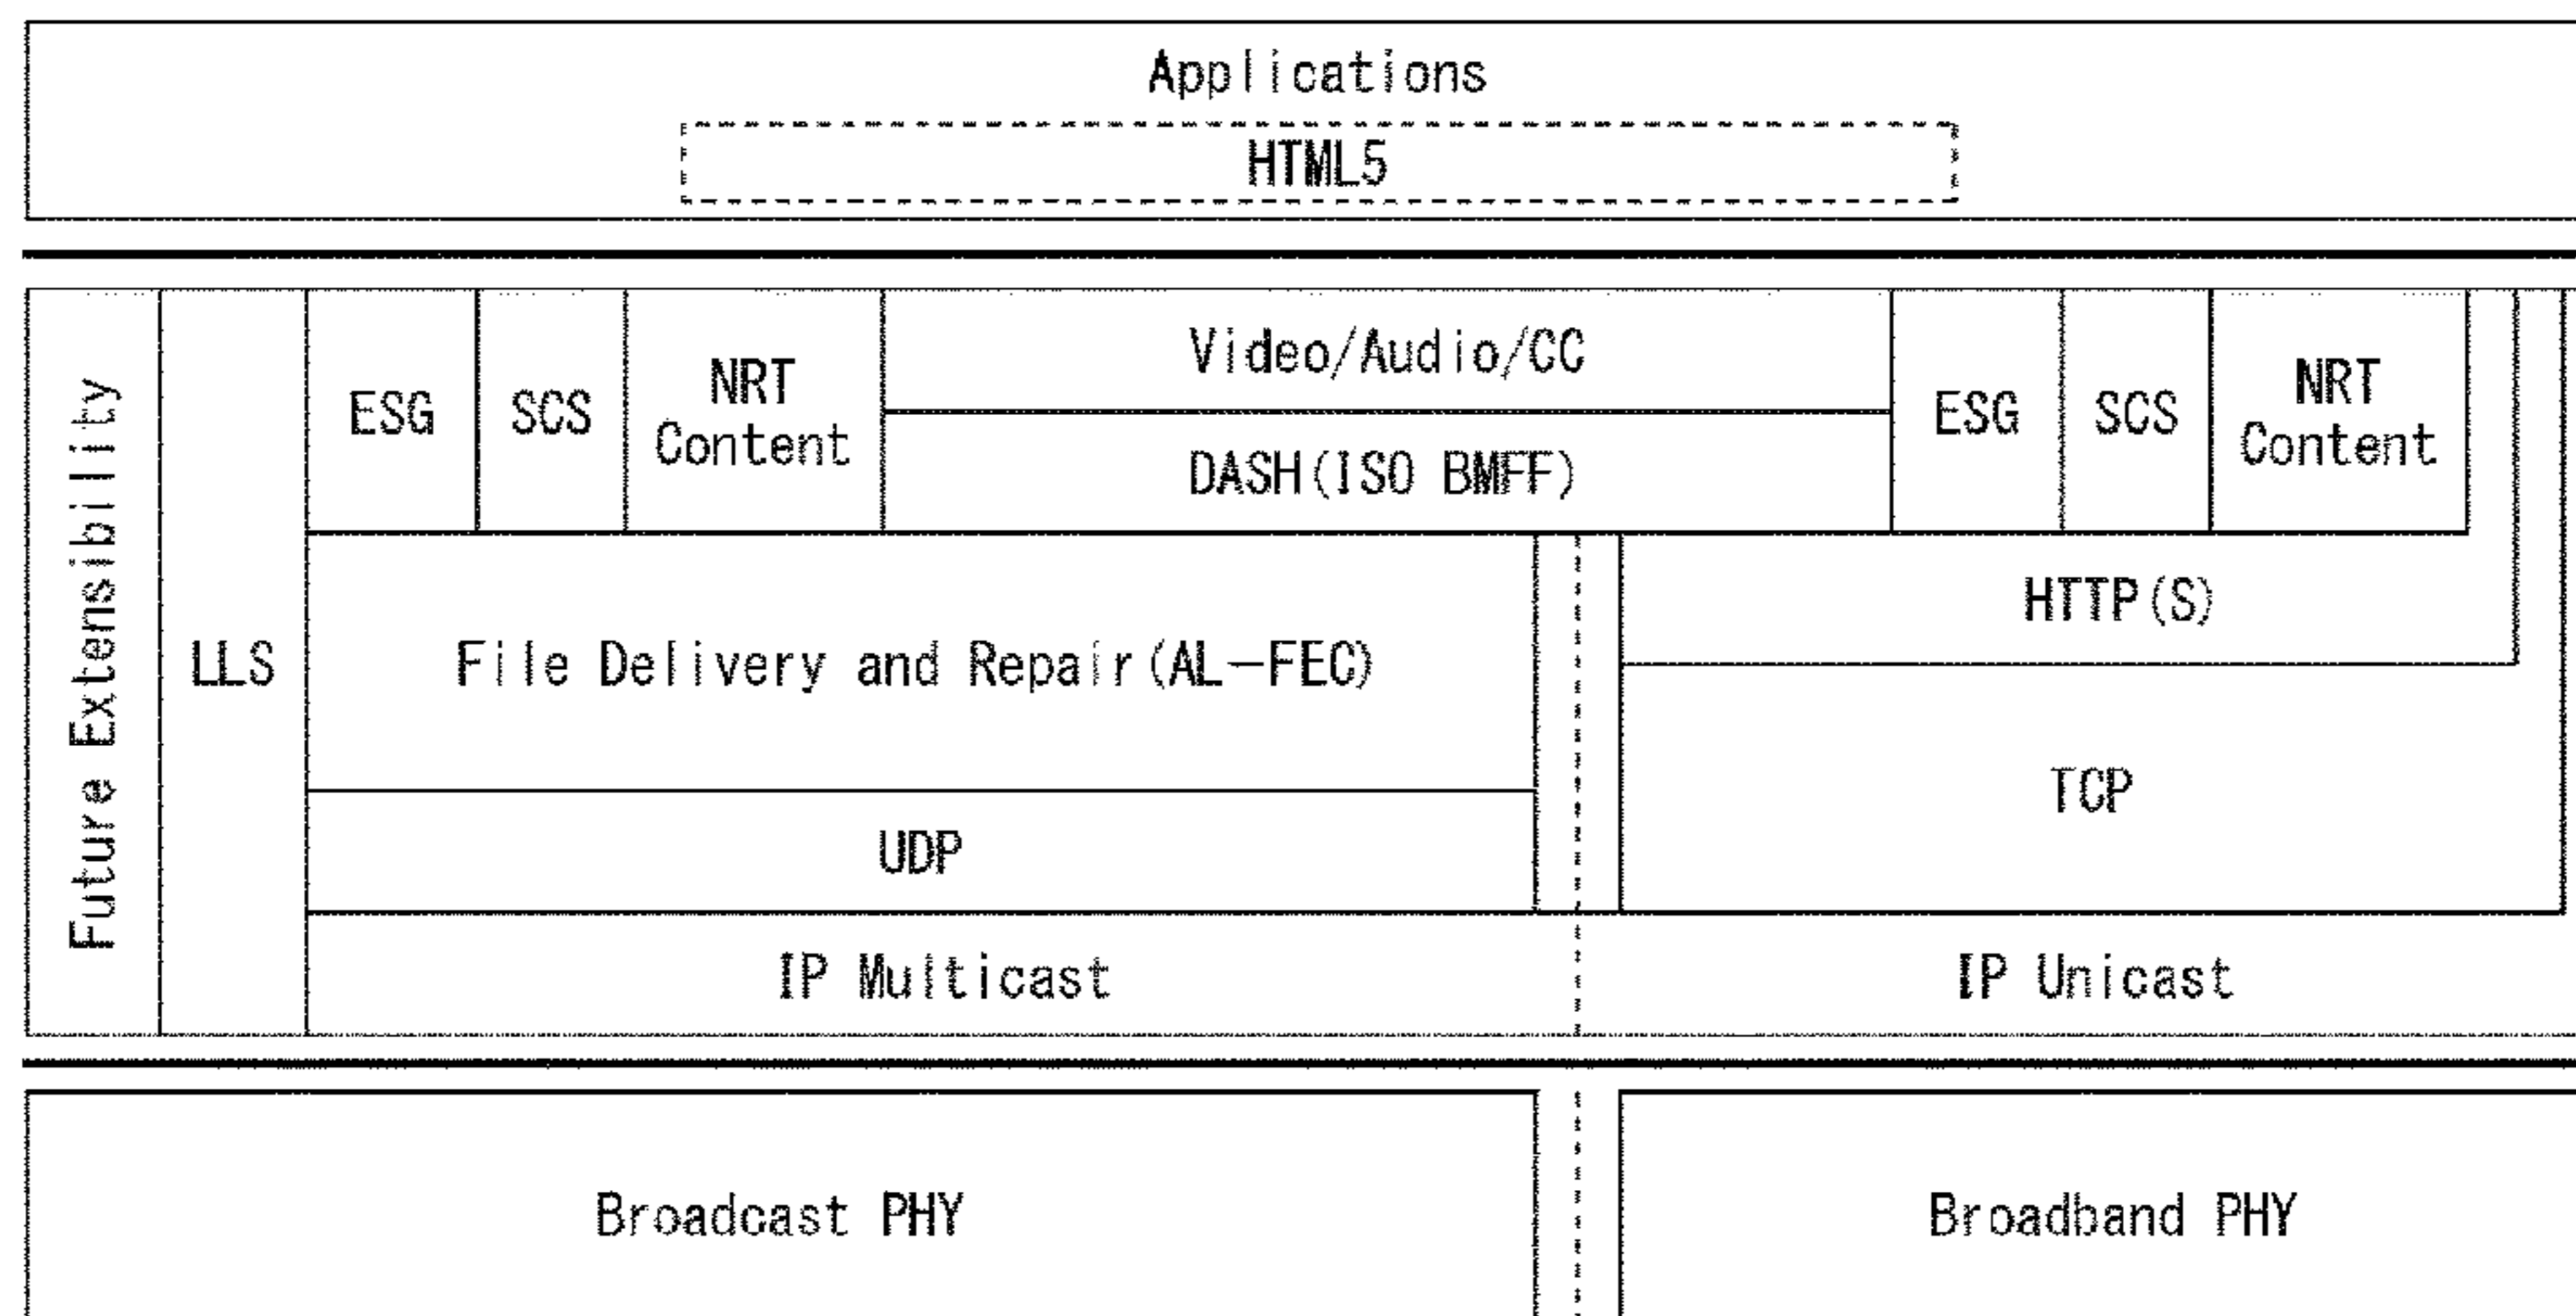 Applications
HTML5
Future Extensibility
LLS
ESG
SCS
NRT
Content
Video/Audio/CC
DASH(ISO BMFF)
ESG
SCS
NRT
Content
File Delivery and Repair(AL-FEC)
HTTP(S)
UDP
TCP
IP Multicast
IP Unicast
Broadcast PHY
Broadband PHY